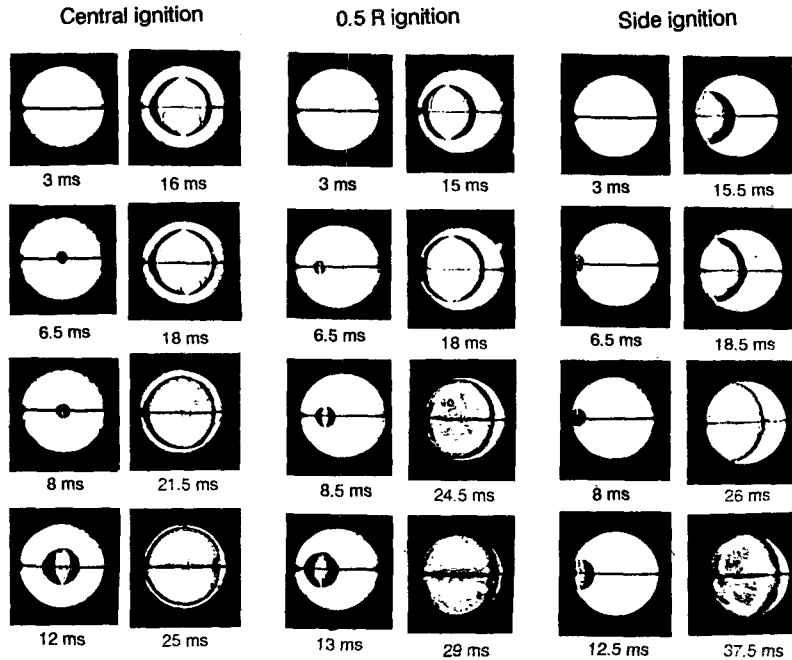 Central ignition 0.5 R ignition Side ignition
3 ms 16 ms 3 ms 15 ms 3 ms 15.5 ms
6.5 ms 18 ms 6.5 ms 18 ms 6.5 ms 18.5 ms
8 ms 21.5 ms 8.5 ms 24.5 ms 8 ms 26 ms
12 ms 25 ms 13 ms 29 ms 12.5 ms 37.5 ms